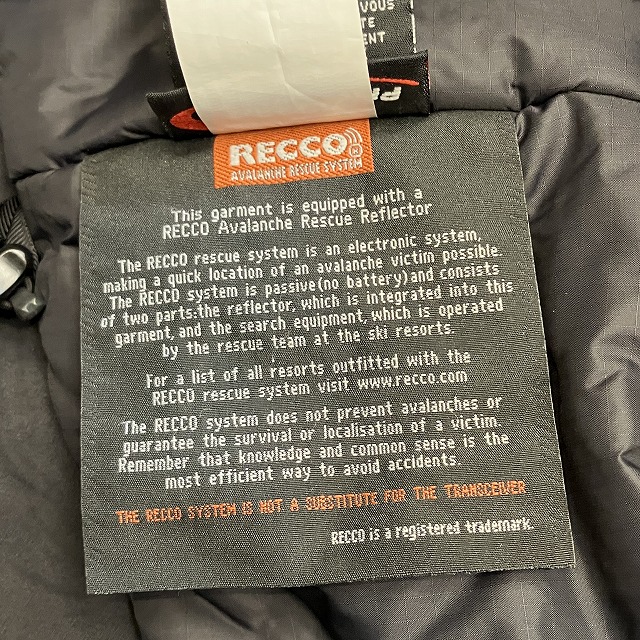 VOUS
TE
ENT
RECCO
AVALANCHE RESCUE SYSTEM
This garment is equipped with a
RECCO Avalanche Rescue Reflector
The RECCO rescue system is an electronic system,
making a quick location of an avalanche victim possible.
The RECCO system is passive(no battery)and consists
of two parts:the reflector, which is integrated into this
garment, and the search equipment, which is operated
by the rescue team at the ski resorts.
For a list of all resorts outfitted with the
RECCO rescue system visit www.recco.com
The RECCO system does not prevent avalanches or
guarantee the survival or localisation of a victim.
Remember that knowledge and common sense is the
most efficient way to avoid accidents.
THE RECCO SYSTEM IS NOT A SUBSTITUTE FOR THE TRANSCEIVER
RECCO is a registered trademark.